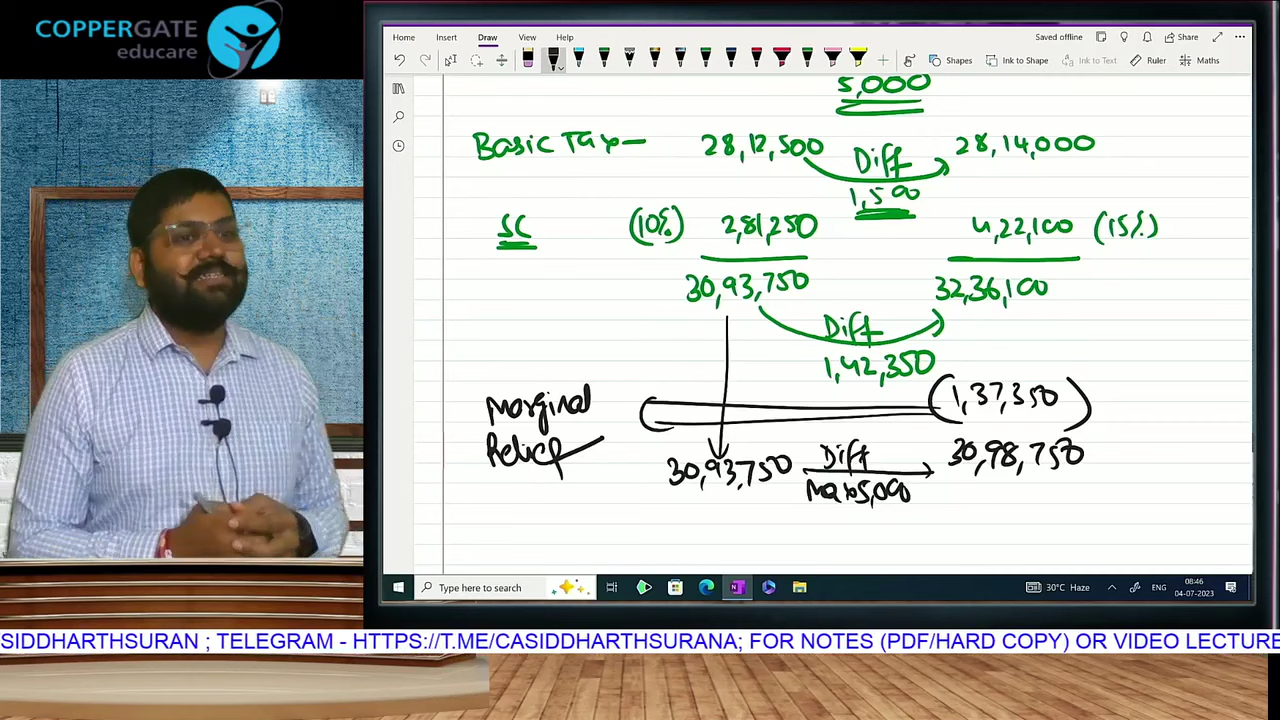 COPPERGATE
educare
Home Insert Draw View Help
Saved offline
Share
Shapes
Ink to Shape
Ink to Text
Ruler
Maths
5,000
Basic Tax— 28,12,500 Diff 28,14,000
1,500
SC (10%) 2,81,250 4,22,100 (15%)
30,93,750 32,36,100
Diff
1,42,350
Marginal (1,37,350)
Relief 30,93,750 Diff 30,98,750
Max 5,000
Type here to search
30°C Haze
ENG
08:46
04-07-2023
SIDDHARTHSURAN ; TELEGRAM - HTTPS://T.ME/CASIDDHARTHSURANA; FOR NOTES (PDF/HARD COPY) OR VIDEO LECTURE